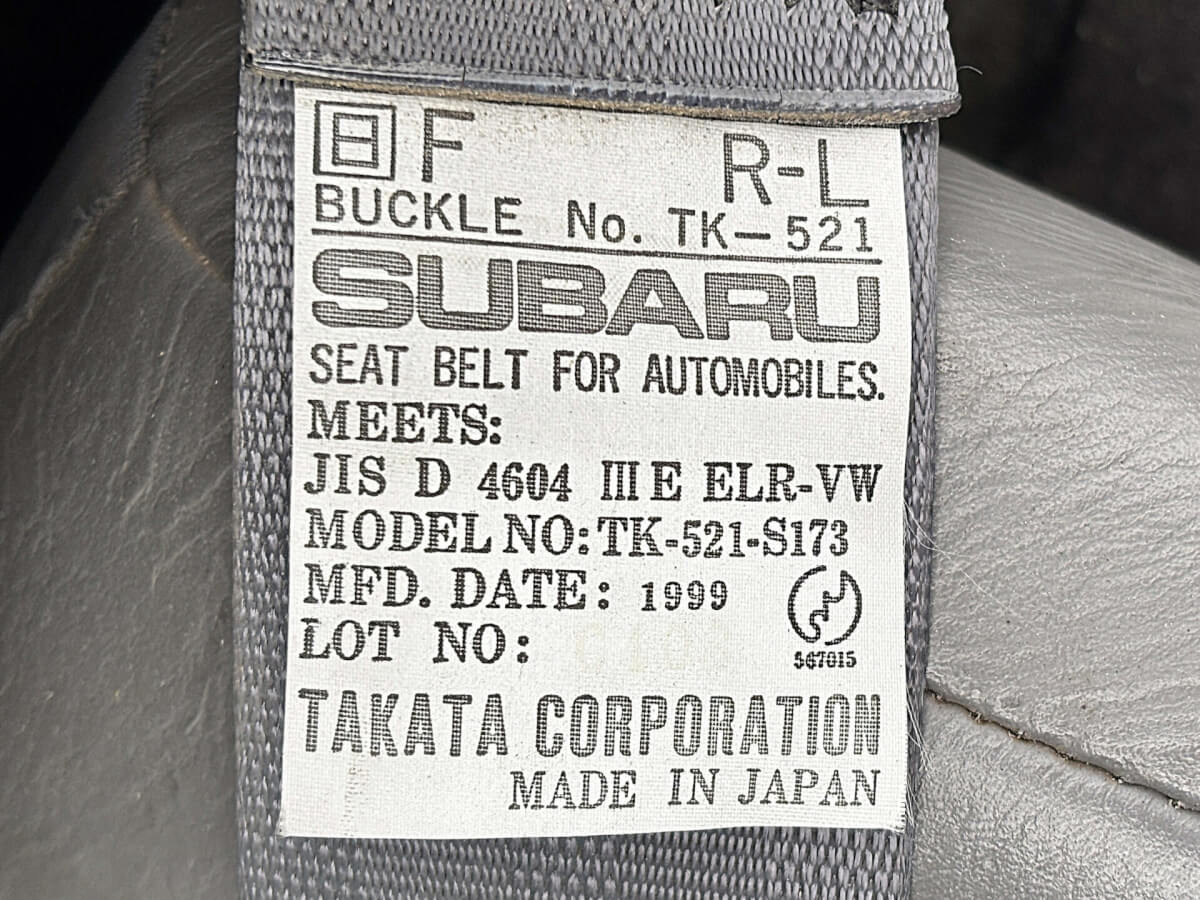 日 F R-L
BUCKLE No. TK-521
SUBARU
SEAT BELT FOR AUTOMOBILES.
MEETS:
JIS D 4604 III E ELR-VW
MODEL NO: TK-521-S173
MFD. DATE: 1999
LOT NO:
567015
TAKATA CORPORATION
MADE IN JAPAN